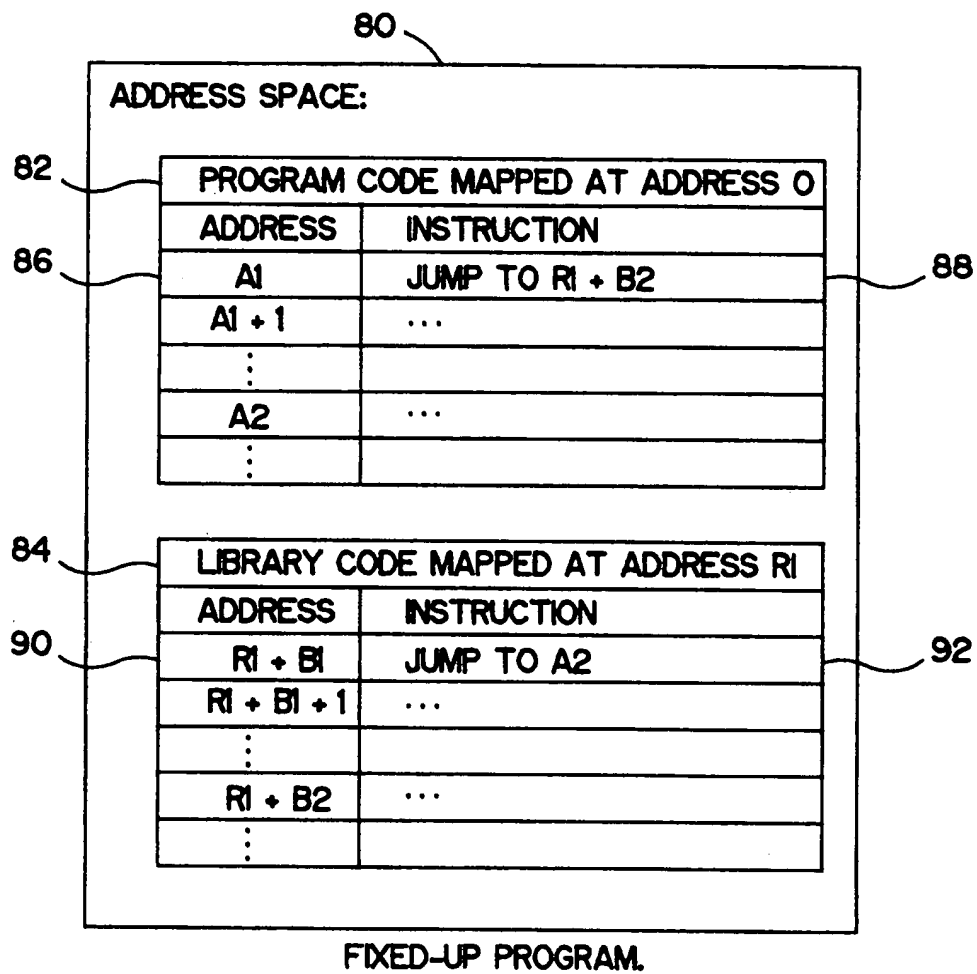 80
ADDRESS SPACE:
82
PROGRAM CODE MAPPED AT ADDRESS 0
ADDRESS INSTRUCTION
86 A1 JUMP TO R1 + B2 88
A1 + 1 ...
⋮
A2 ...
⋮
84
LIBRARY CODE MAPPED AT ADDRESS R1
ADDRESS INSTRUCTION
90 R1 + B1 JUMP TO A2 92
R1 + B1 + 1 ...
⋮
R1 + B2 ...
⋮
FIXED-UP PROGRAM.